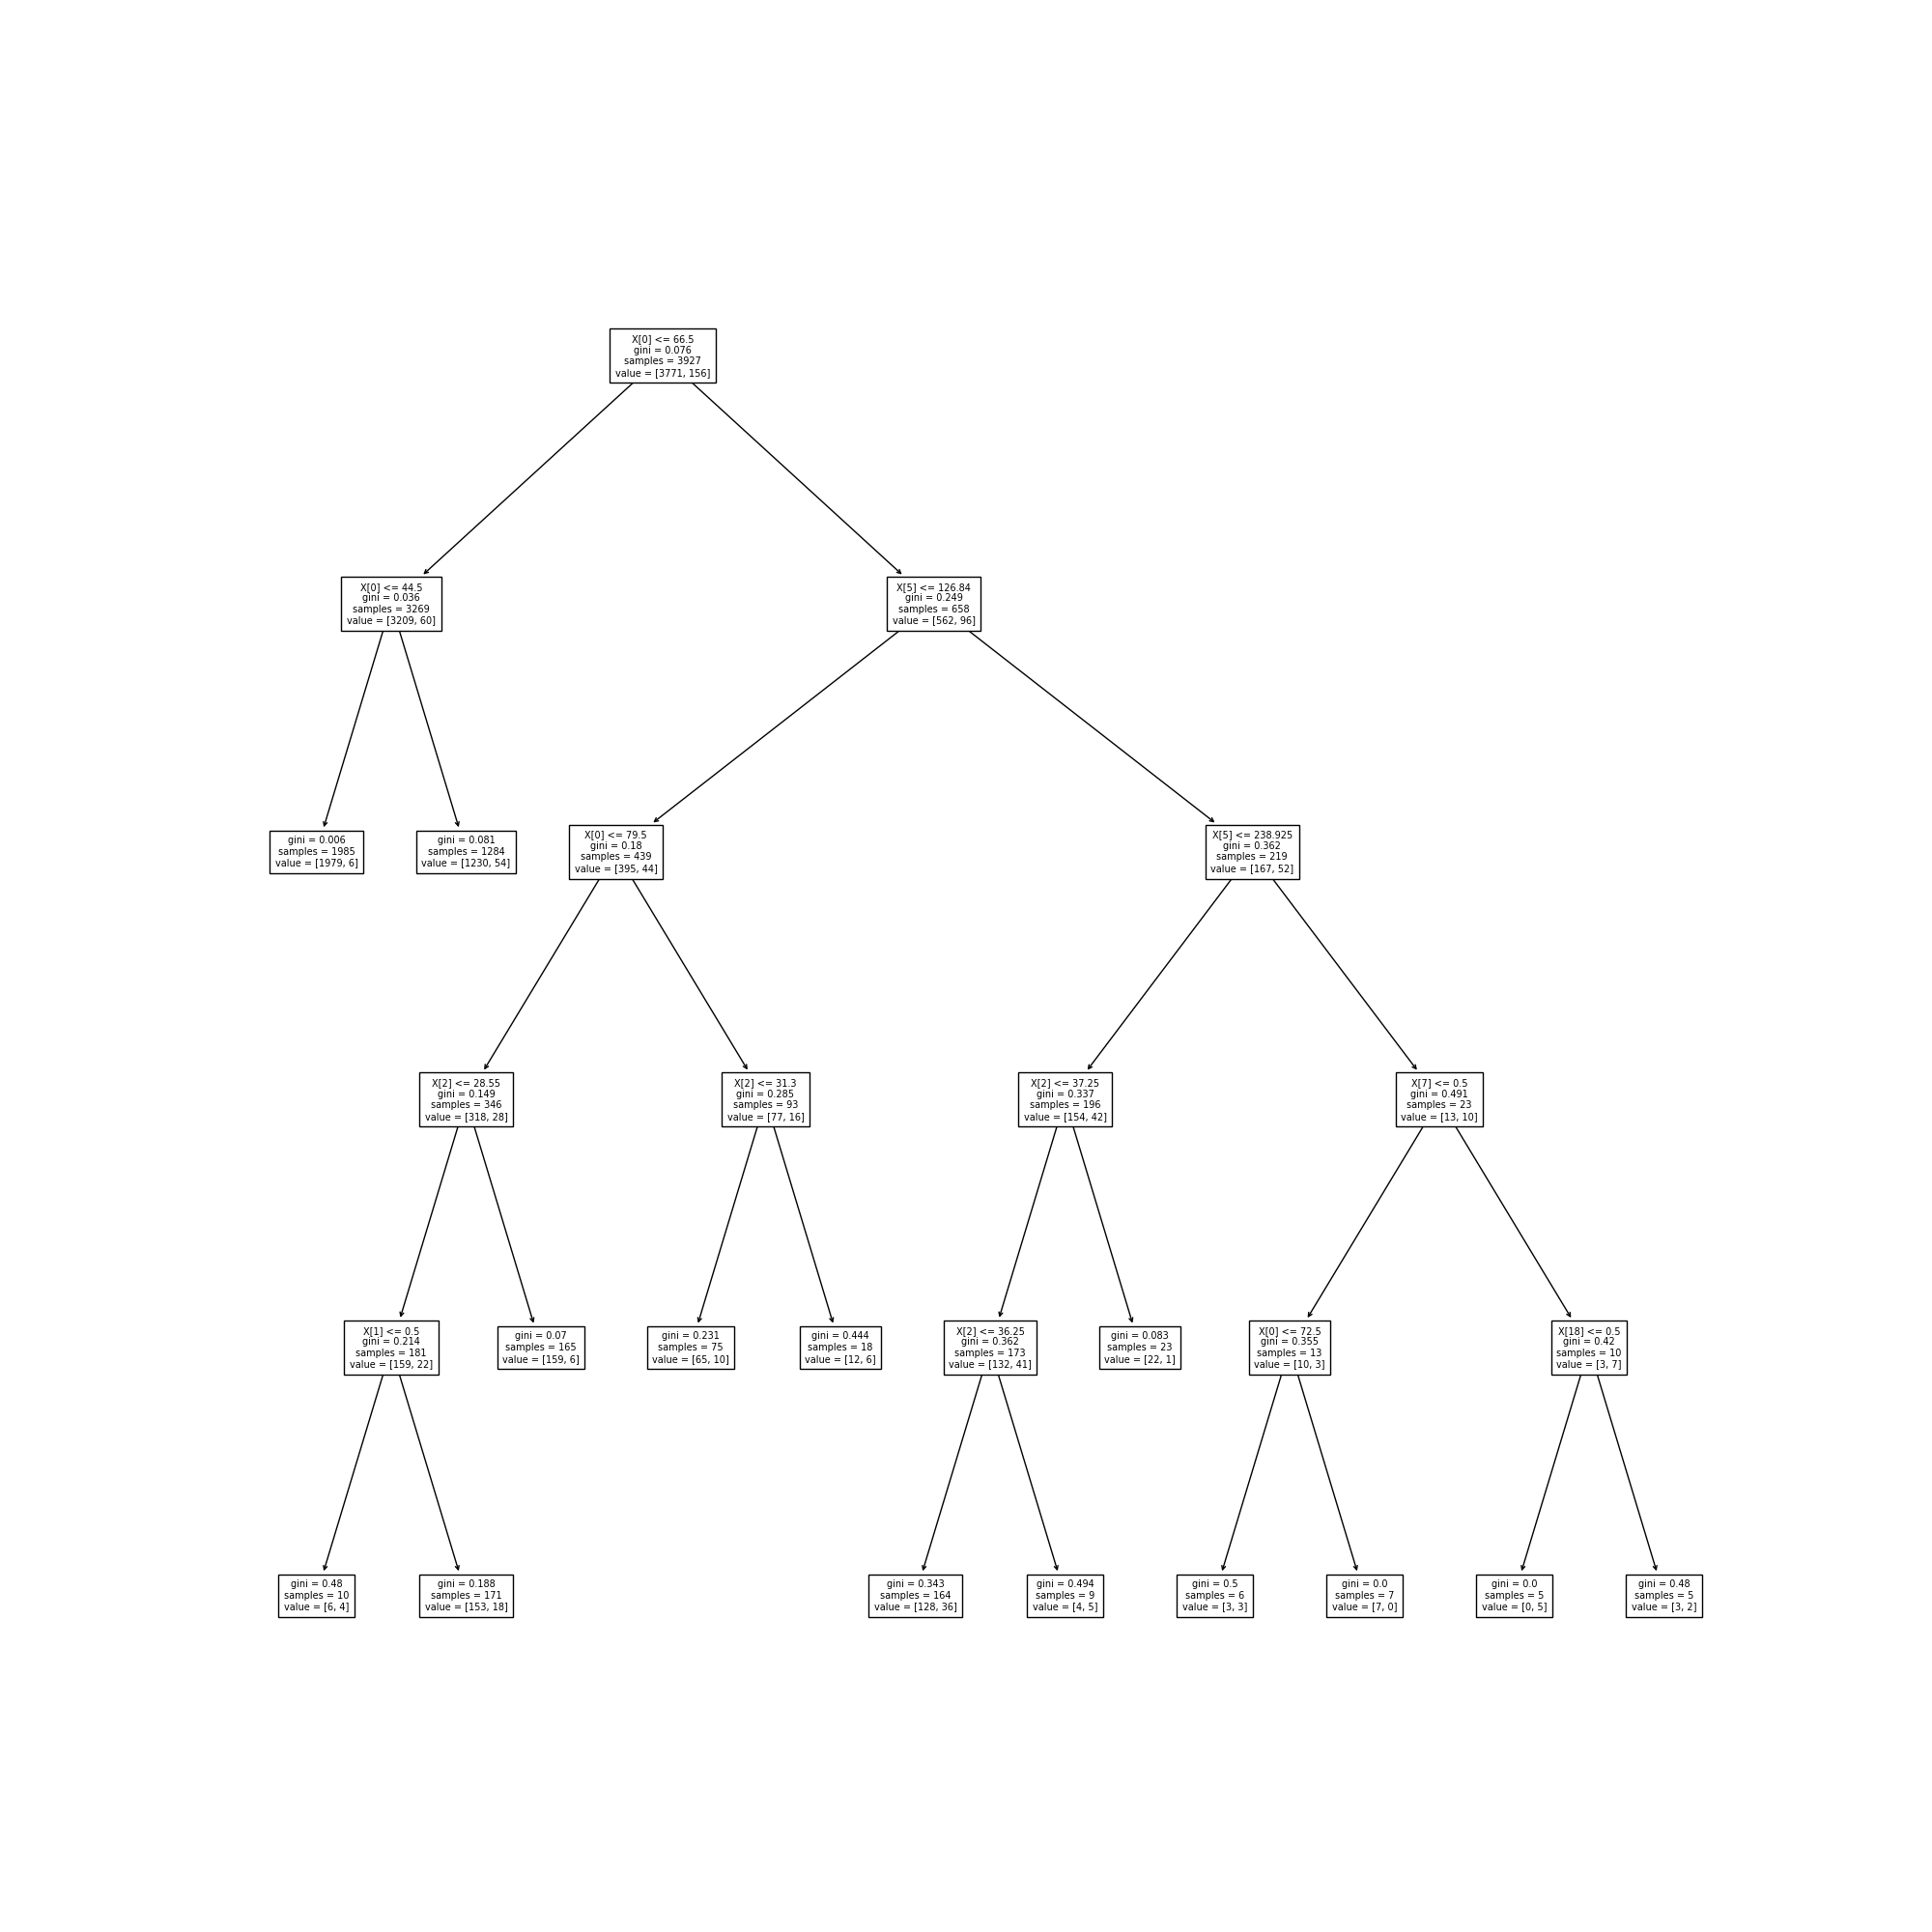 X[0] <= 66.5
gini = 0.076
samples = 3927
value = [3771, 156]
X[0] <= 44.5
gini = 0.036
samples = 3269
value = [3209, 60]
X[5] <= 126.84
gini = 0.249
samples = 658
value = [562, 96]
gini = 0.006
samples = 1985
value = [1979, 6]
gini = 0.081
samples = 1284
value = [1230, 54]
X[0] <= 79.5
gini = 0.18
samples = 439
value = [395, 44]
X[5] <= 238.925
gini = 0.362
samples = 219
value = [167, 52]
X[2] <= 28.55
gini = 0.149
samples = 346
value = [318, 28]
X[2] <= 31.3
gini = 0.285
samples = 93
value = [77, 16]
X[2] <= 37.25
gini = 0.337
samples = 196
value = [154, 42]
X[7] <= 0.5
gini = 0.491
samples = 23
value = [13, 10]
X[1] <= 0.5
gini = 0.214
samples = 181
value = [159, 22]
gini = 0.07
samples = 165
value = [159, 6]
gini = 0.231
samples = 75
value = [65, 10]
gini = 0.444
samples = 18
value = [12, 6]
X[2] <= 36.25
gini = 0.362
samples = 173
value = [132, 41]
gini = 0.083
samples = 23
value = [22, 1]
X[0] <= 72.5
gini = 0.355
samples = 13
value = [10, 3]
X[18] <= 0.5
gini = 0.42
samples = 10
value = [3, 7]
gini = 0.48
samples = 10
value = [6, 4]
gini = 0.188
samples = 171
value = [153, 18]
gini = 0.343
samples = 164
value = [128, 36]
gini = 0.494
samples = 9
value = [4, 5]
gini = 0.5
samples = 6
value = [3, 3]
gini = 0.0
samples = 7
value = [7, 0]
gini = 0.0
samples = 5
value = [0, 5]
gini = 0.48
samples = 5
value = [3, 2]